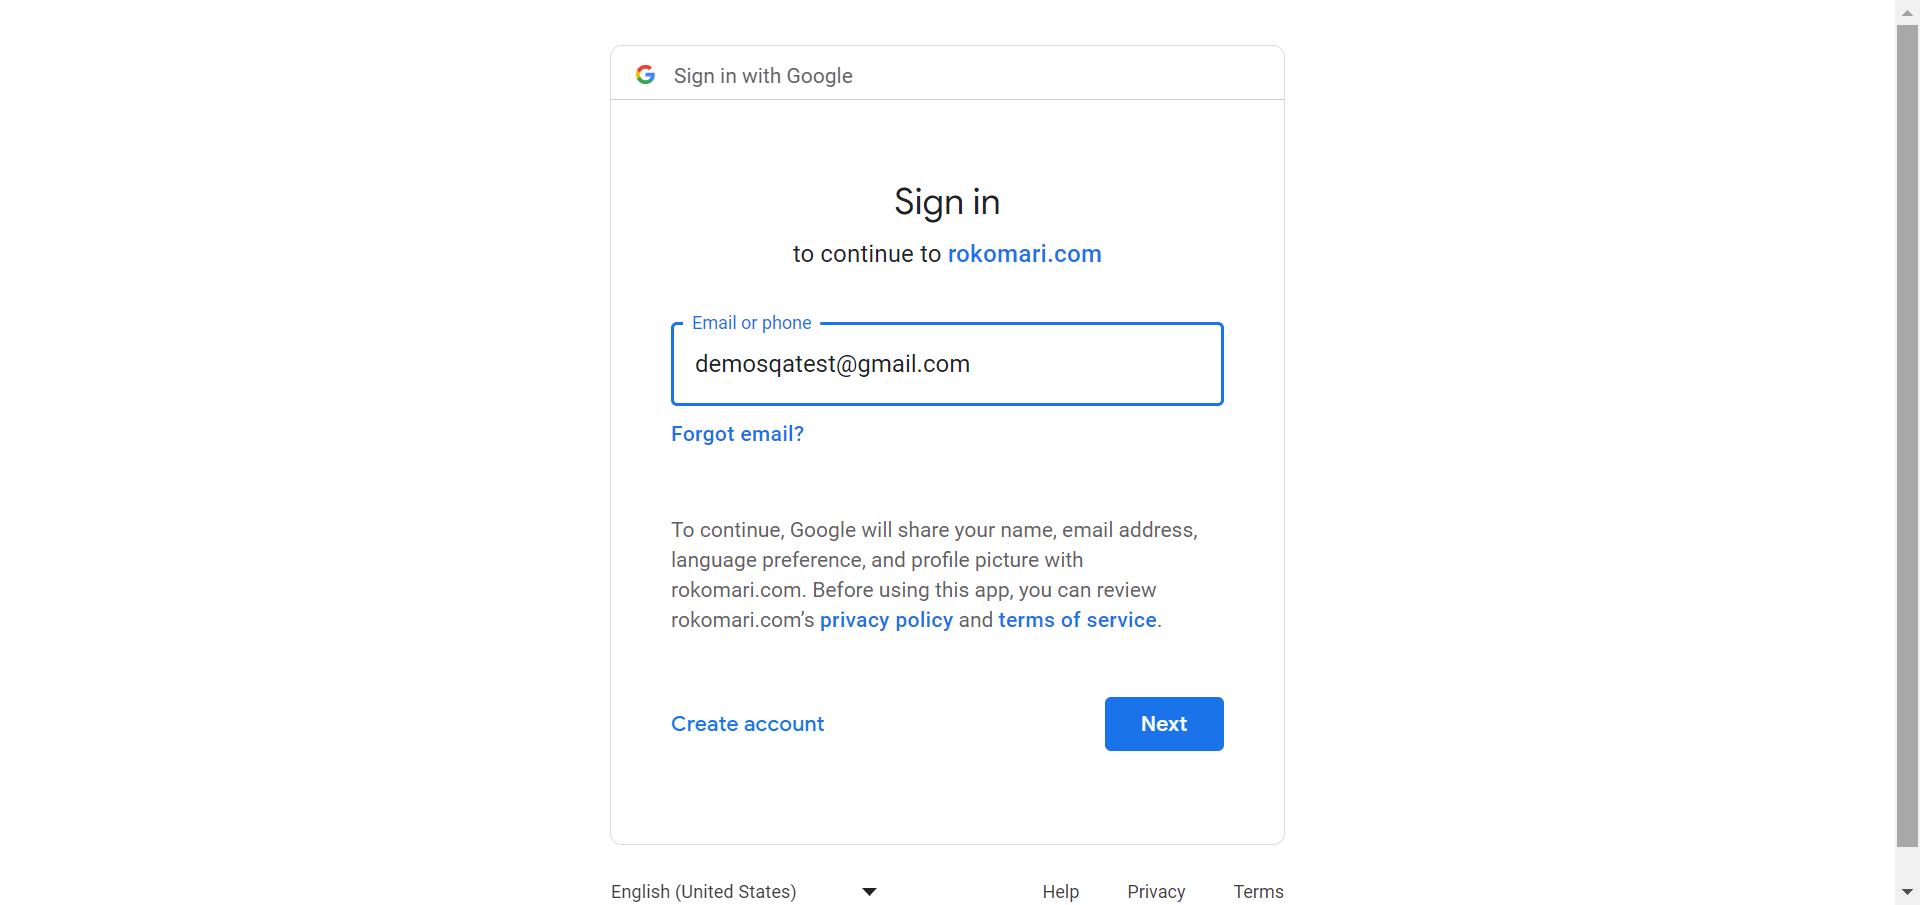 Sign in with Google
Sign in
to continue to rokomari.com
Email or phone
demosqatest@gmail.com
Forgot email?
To continue, Google will share your name, email address,
language preference, and profile picture with
rokomari.com. Before using this app, you can review
rokomari.com’s privacy policy and terms of service.
Create account
Next
English (United States)
Help
Privacy
Terms